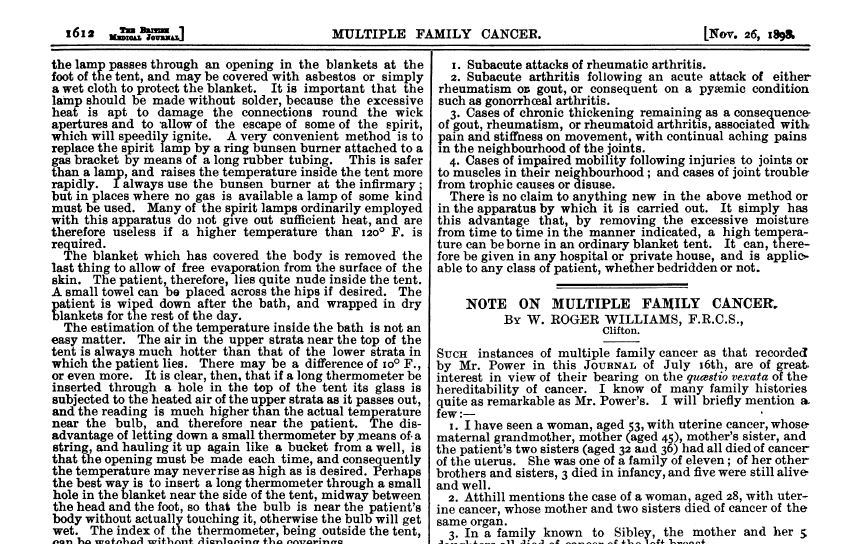 1612 THE BRITISH MEDICAL JOURNAL] MULTIPLE FAMILY CANCER. [NOV. 26, 1898.
the lamp passes through an opening in the blankets at the
foot of the tent, and may be covered with asbestos or simply
a wet cloth to protect the blanket. It is important that the
lamp should be made without solder, because the excessive
heat is apt to damage the connections round the wick
apertures and to allow of the escape of some of the spirit,
which will speedily ignite. A very convenient method is to
replace the spirit lamp by a ring bunsen burner attached to a
gas bracket by means of a long rubber tubing. This is safer
than a lamp, and raises the temperature inside the tent more
rapidly. I always use the bunsen burner at the infirmary;
but in places where no gas is available a lamp of some kind
must be used. Many of the spirit lamps ordinarily employed
with this apparatus do not give out sufficient heat, and are
therefore useless if a higher temperature than 120° F. is
required.
The blanket which has covered the body is removed the
last thing to allow of free evaporation from the surface of the
skin. The patient, therefore, lies quite nude inside the tent.
A small towel can be placed across the hips if desired. The
patient is wiped down after the bath, and wrapped in dry
blankets for the rest of the day.
The estimation of the temperature inside the bath is not an
easy matter. The air in the upper strata near the top of the
tent is always much hotter than that of the lower strata in
which the patient lies. There may be a difference of 10° F.,
or even more. It is clear, then, that if a long thermometer be
inserted through a hole in the top of the tent its glass is
subjected to the heated air of the upper strata as it passes out,
and the reading is much higher than the actual temperature
near the bulb, and therefore near the patient. The dis-
advantage of letting down a small thermometer by means of a
string, and hauling it up again like a bucket from a well, is
that the opening must be made each time, and consequently
the temperature may never rise as high as is desired. Perhaps
the best way is to insert a long thermometer through a small
hole in the blanket near the side of the tent, midway between
the head and the foot, so that the bulb is near the patient's
body without actually touching it, otherwise the bulb will get
wet. The index of the thermometer, being outside the tent,
can be watched without displacing the coverings.
1. Subacute attacks of rheumatic arthritis.
2. Subacute arthritis following an acute attack of either
rheumatism or gout, or consequent on a pyæmic condition
such as gonorrhœal arthritis.
3. Cases of chronic thickening remaining as a consequence
of gout, rheumatism, or rheumatoid arthritis, associated with
pain and stiffness on movement, with continual aching pains
in the neighbourhood of the joints.
4. Cases of impaired mobility following injuries to joints or
to muscles in their neighbourhood; and cases of joint trouble
from trophic causes or disuse.
There is no claim to anything new in the above method or
in the apparatus by which it is carried out. It simply has
this advantage that, by removing the excessive moisture
from time to time in the manner indicated, a high tempera-
ture can be borne in an ordinary blanket tent. It can, there-
fore be given in any hospital or private house, and is applic-
able to any class of patient, whether bedridden or not.
NOTE ON MULTIPLE FAMILY CANCER.
BY W. ROGER WILLIAMS, F.R.C.S.,
Clifton.
SUCH instances of multiple family cancer as that recorded
by Mr. Power in this JOURNAL of July 16th, are of great
interest in view of their bearing on the quæstio vexata of the
hereditability of cancer. I know of many family histories
quite as remarkable as Mr. Power's. I will briefly mention a
few:—
1. I have seen a woman, aged 53, with uterine cancer, whose
maternal grandmother, mother (aged 45), mother's sister, and
the patient's two sisters (aged 32 and 36) had all died of cancer
of the uterus. She was one of a family of eleven; of her other
brothers and sisters, 3 died in infancy, and five were still alive
and well.
2. Atthill mentions the case of a woman, aged 28, with uter-
ine cancer, whose mother and two sisters died of cancer of the
same organ.
3. In a family known to Sibley, the mother and her 5
daughters all died of cancer of the left breast.